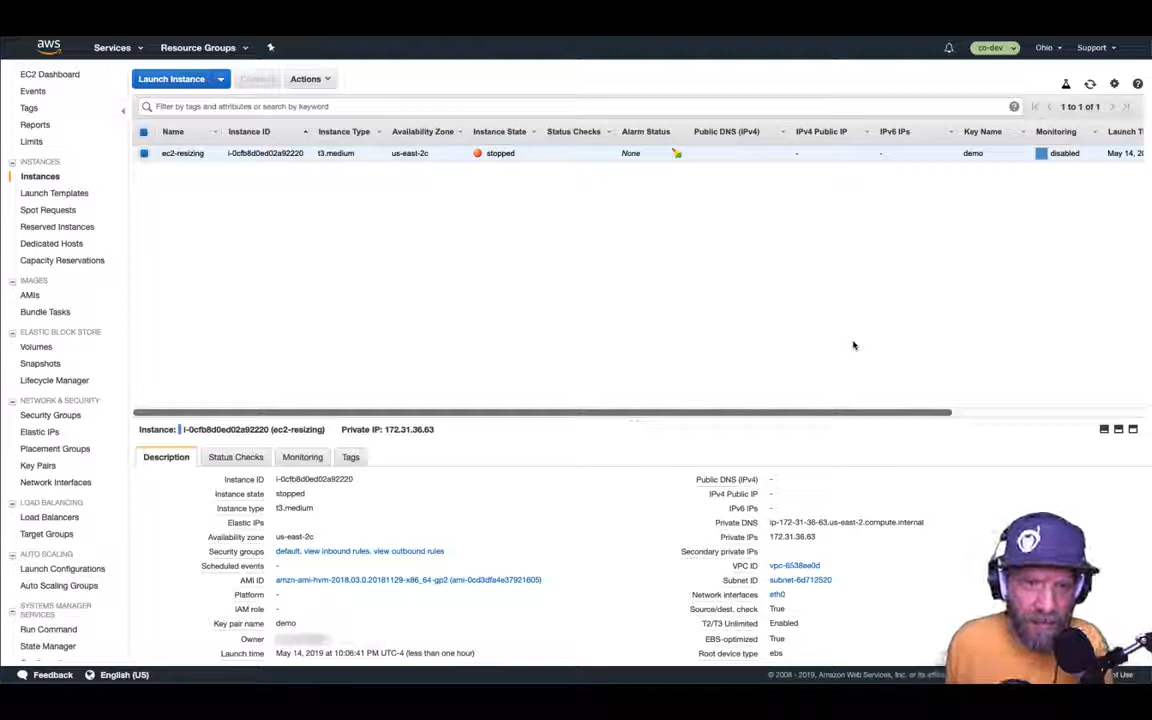 aws Services Resource Groups co-dev Ohio Support
EC2 Dashboard
Events
Tags
Reports
Limits
INSTANCES
Instances
Launch Templates
Spot Requests
Reserved Instances
Dedicated Hosts
Capacity Reservations
IMAGES
AMIs
Bundle Tasks
ELASTIC BLOCK STORE
Volumes
Snapshots
Lifecycle Manager
NETWORK & SECURITY
Security Groups
Elastic IPs
Placement Groups
Key Pairs
Network Interfaces
LOAD BALANCING
Load Balancers
Target Groups
AUTO SCALING
Launch Configurations
Auto Scaling Groups
SYSTEMS MANAGER
SERVICES
Run Command
State Manager
Launch Instance Connect Actions
Filter by tags and attributes or search by keyword 1 to 1 of 1
Name Instance ID Instance Type Availability Zone Instance State Status Checks Alarm Status Public DNS (IPv4) IPv4 Public IP IPv6 IPs Key Name Monitoring Launch T
ec2-resizing i-0cfb8d0ed02a92220 t3.medium us-east-2c stopped None - - demo disabled May 14, 20
Instance: i-0cfb8d0ed02a92220 (ec2-resizing) Private IP: 172.31.36.63
Description Status Checks Monitoring Tags
Instance ID i-0cfb8d0ed02a92220
Instance state stopped
Instance type t3.medium
Elastic IPs
Availability zone us-east-2c
Security groups default. view inbound rules. view outbound rules
Scheduled events -
AMI ID amzn-ami-hvm-2018.03.0.20181129-x86_64-gp2 (ami-0cd3dfa4e37921605)
Platform -
IAM role -
Key pair name demo
Owner
Launch time May 14, 2019 at 10:06:41 PM UTC-4 (less than one hour)
Public DNS (IPv4) -
IPv4 Public IP -
IPv6 IPs -
Private DNS ip-172-31-36-63.us-east-2.compute.internal
Private IPs 172.31.36.63
Secondary private IPs
VPC ID vpc-6538ee0d
Subnet ID subnet-6d712520
Network interfaces eth0
Source/dest. check True
T2/T3 Unlimited Enabled
EBS-optimized True
Root device type ebs
Feedback English (US) © 2008 - 2019, Amazon Web Services, Inc. or its of Use